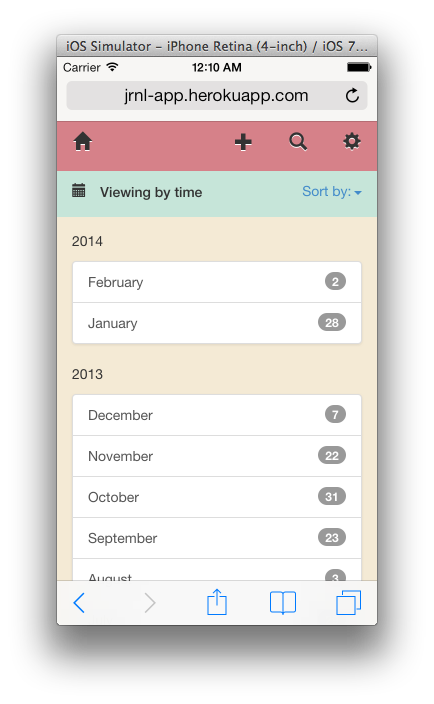 iOS Simulator - iPhone Retina (4-inch) / iOS 7...
Carrier 12:10 AM
jrnl-app.herokuapp.com
Viewing by time Sort by:
2014
February 2
January 28
2013
December 7
November 22
October 31
September 23
August 3